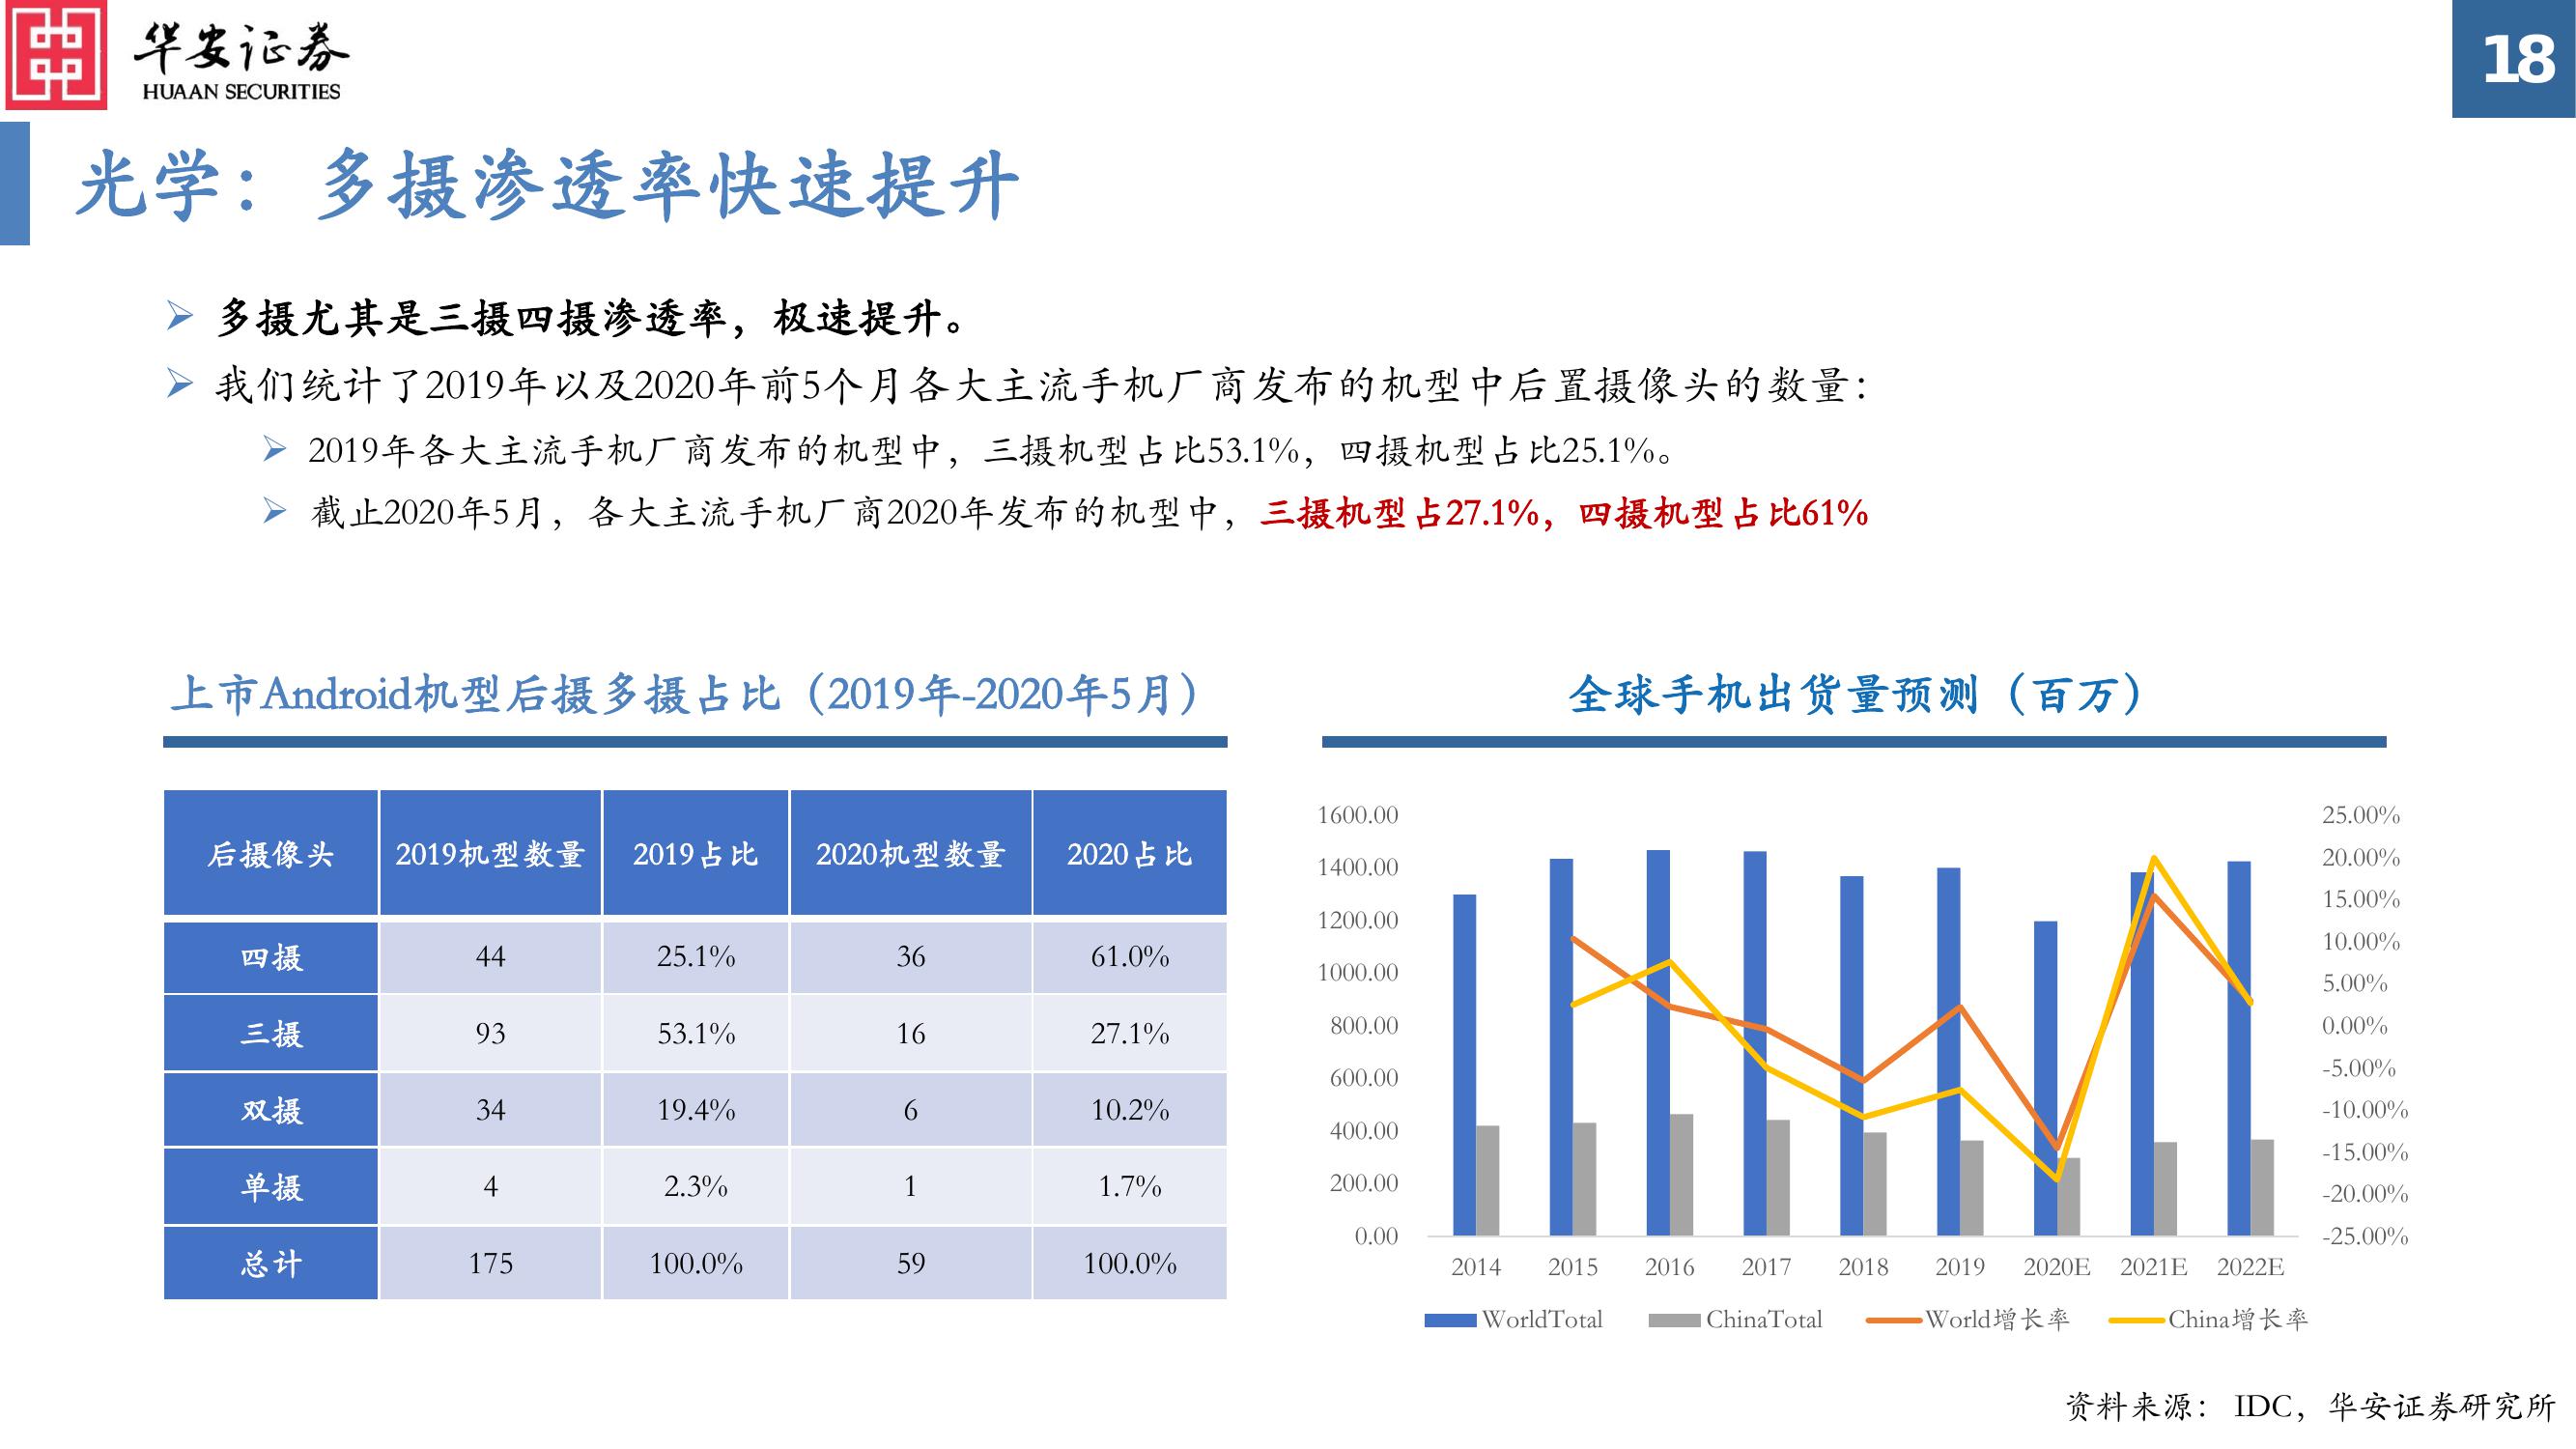 华安证券
HUAAN SECURITIES
18
光学：多摄渗透率快速提升
多摄尤其是三摄四摄渗透率，极速提升。
我们统计了2019年以及2020年前5个月各大主流手机厂商发布的机型中后置摄像头的数量：
2019年各大主流手机厂商发布的机型中，三摄机型占比53.1%，四摄机型占比25.1%。
截止2020年5月，各大主流手机厂商2020年发布的机型中，三摄机型占27.1%，四摄机型占比61%
上市Android机型后摄多摄占比（2019年-2020年5月）
后摄像头 2019机型数量 2019占比 2020机型数量 2020占比
四摄 44 25.1% 36 61.0%
三摄 93 53.1% 16 27.1%
双摄 34 19.4% 6 10.2%
单摄 4 2.3% 1 1.7%
总计 175 100.0% 59 100.0%
全球手机出货量预测（百万）
1600.00
1400.00
1200.00
1000.00
800.00
600.00
400.00
200.00
0.00
25.00%
20.00%
15.00%
10.00%
5.00%
0.00%
-5.00%
-10.00%
-15.00%
-20.00%
-25.00%
2014 2015 2016 2017 2018 2019 2020E 2021E 2022E
WorldTotal ChinaTotal World增长率 China增长率
资料来源： IDC，华安证券研究所